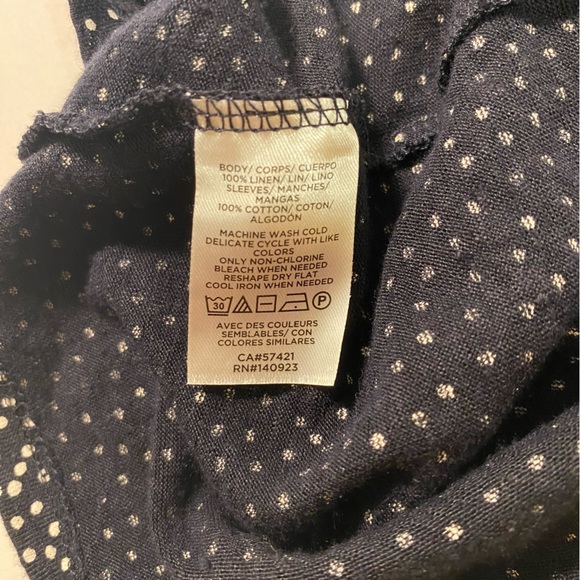 BODY/ CORPS/ CUERPO
100% LINEN/ LIN/ LINO
SLEEVES/ MANCHES/
MANGAS
100% COTTON/ COTON/
ALGODÓN
MACHINE WASH COLD
DELICATE CYCLE WITH LIKE
COLORS
ONLY NON-CHLORINE
BLEACH WHEN NEEDED
RESHAPE DRY FLAT
COOL IRON WHEN NEEDED
30 P
AVEC DES COULEURS
SEMBLABLES/ CON
COLORES SIMILARES
CA#57421
RN#140923